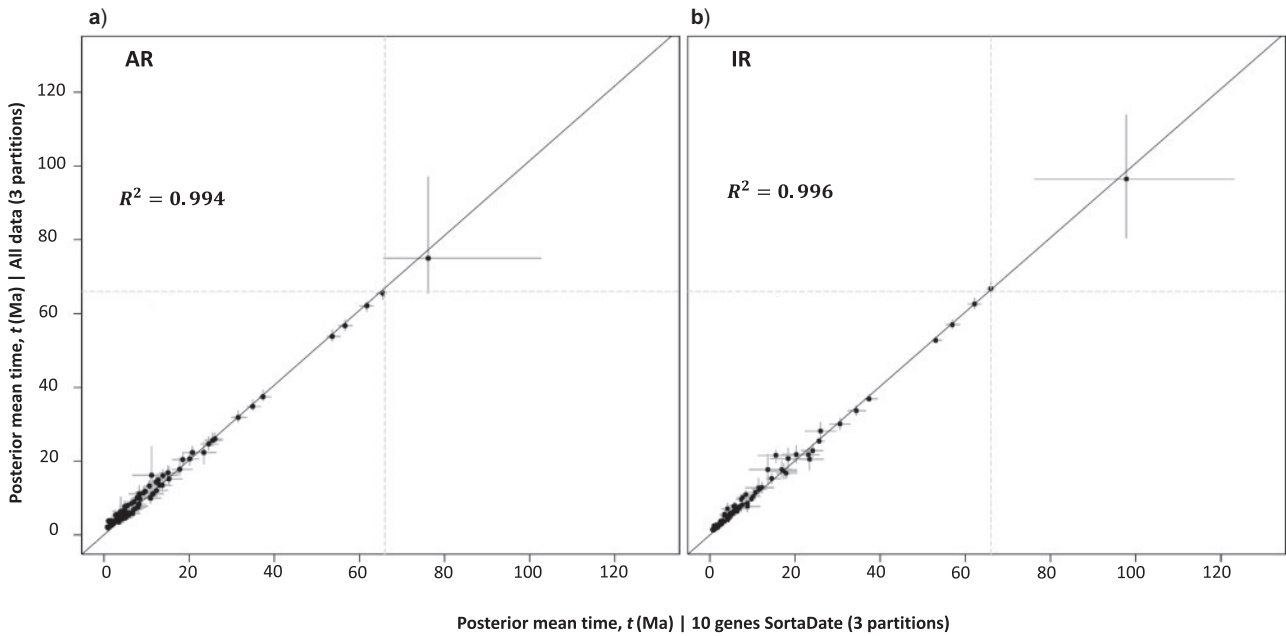 a)
b)
AR
IR
R² = 0.994
R² = 0.996
Posterior mean time, t (Ma) | All data (3 partitions)
120
100
80
60
40
20
0
0 20 40 60 80 100 120
0 20 40 60 80 100 120
Posterior mean time, t (Ma) | 10 genes SortaDate (3 partitions)